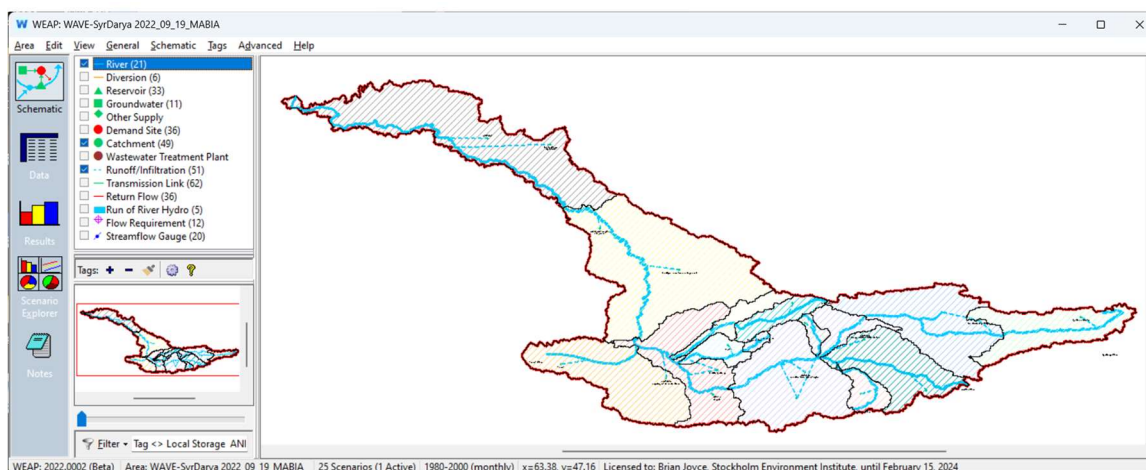 WEAP: WAVE-SyrDarya 2022_09_19_MABIA
Area Edit View General Schematic Tags Advanced Help
Schematic
Data
Results
Scenario
Explorer
Notes
River (21)
Diversion (6)
Reservoir (33)
Groundwater (11)
Other Supply
Demand Site (36)
Catchment (49)
Wastewater Treatment Plant
Runoff/Infiltration (51)
Transmission Link (62)
Return Flow (36)
Run of River Hydro (5)
Flow Requirement (12)
Streamflow Gauge (20)
Tags:
Filter Tag <> Local Storage ANI
WEAP: 2022.0002 (Beta) Area: WAVE-SyrDarya 2022_09_19_MABIA 25 Scenarios (1 Active) 1980-2000 (monthly) x=63.38, y=47.16 Licensed to: Brian Joyce, Stockholm Environment Institute, until February 15, 2024